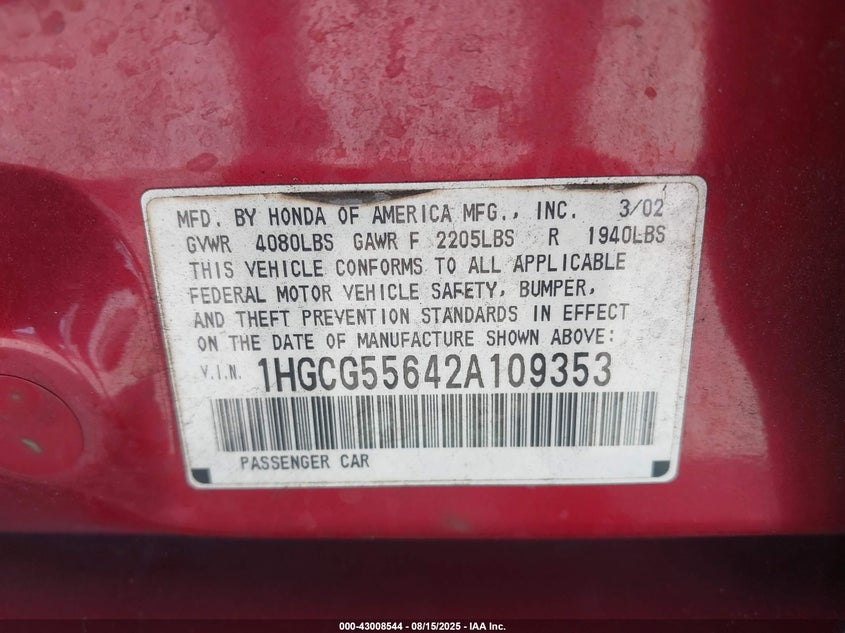 MFD. BY HONDA OF AMERICA MFG., INC. 3/02
GVWR 4080LBS GAWR F 2205LBS R 1940LBS
THIS VEHICLE CONFORMS TO ALL APPLICABLE
FEDERAL MOTOR VEHICLE SAFETY, BUMPER,
AND THEFT PREVENTION STANDARDS IN EFFECT
ON THE DATE OF MANUFACTURE SHOWN ABOVE:
V.I.N. 1HGCG55642A109353
PASSENGER CAR
000-43008544 - 08/15/2025 - IAA Inc.